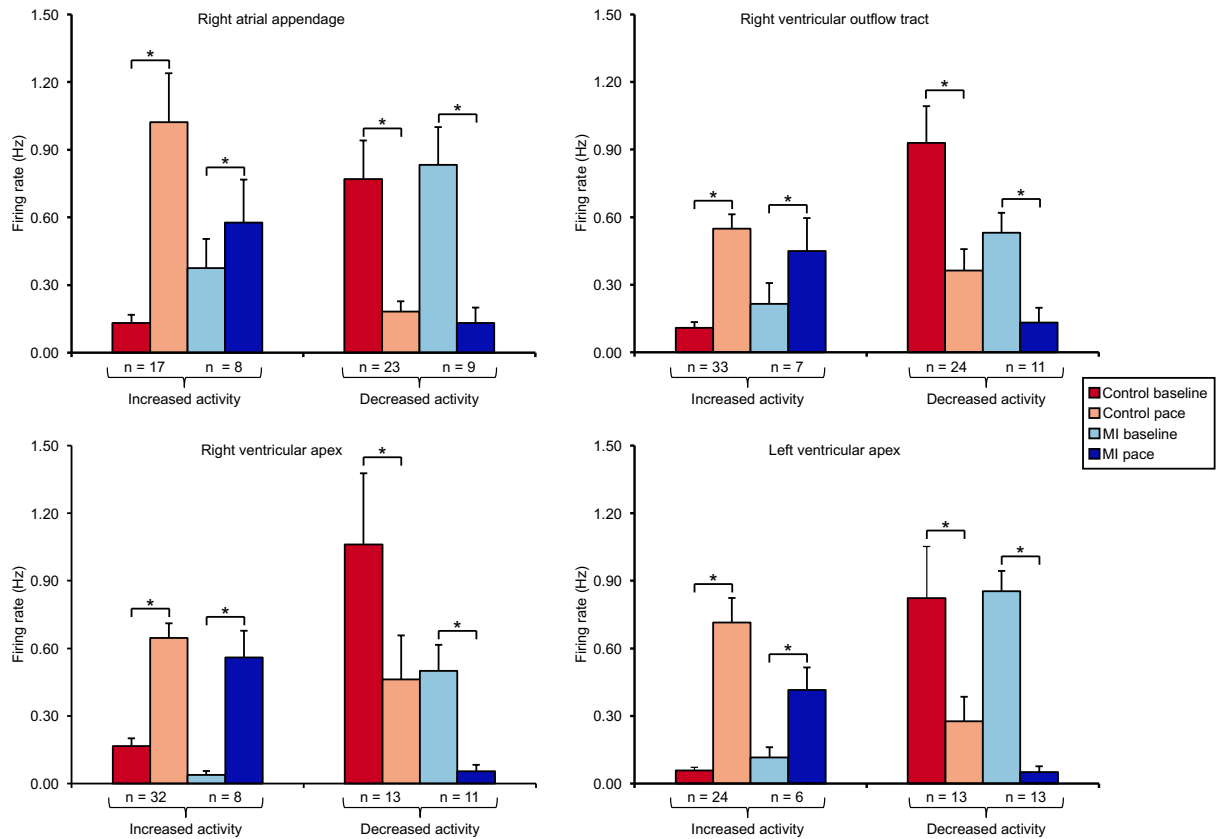 Right atrial appendage
Firing rate (Hz)
1.50
1.20
0.90
0.60
0.30
0.00
*
*
*
*
n = 17
n = 8
n = 23
n = 9
Increased activity
Decreased activity
Right ventricular outflow tract
Firing rate (Hz)
1.50
1.20
0.90
0.60
0.30
0.00
*
*
*
*
n = 33
n = 7
n = 24
n = 11
Increased activity
Decreased activity
Control baseline
Control pace
MI baseline
MI pace
Right ventricular apex
Firing rate (Hz)
1.50
1.20
0.90
0.60
0.30
0.00
*
*
*
*
n = 32
n = 8
n = 13
n = 11
Increased activity
Decreased activity
Left ventricular apex
Firing rate (Hz)
1.50
1.20
0.90
0.60
0.30
0.00
*
*
*
*
n = 24
n = 6
n = 13
n = 13
Increased activity
Decreased activity